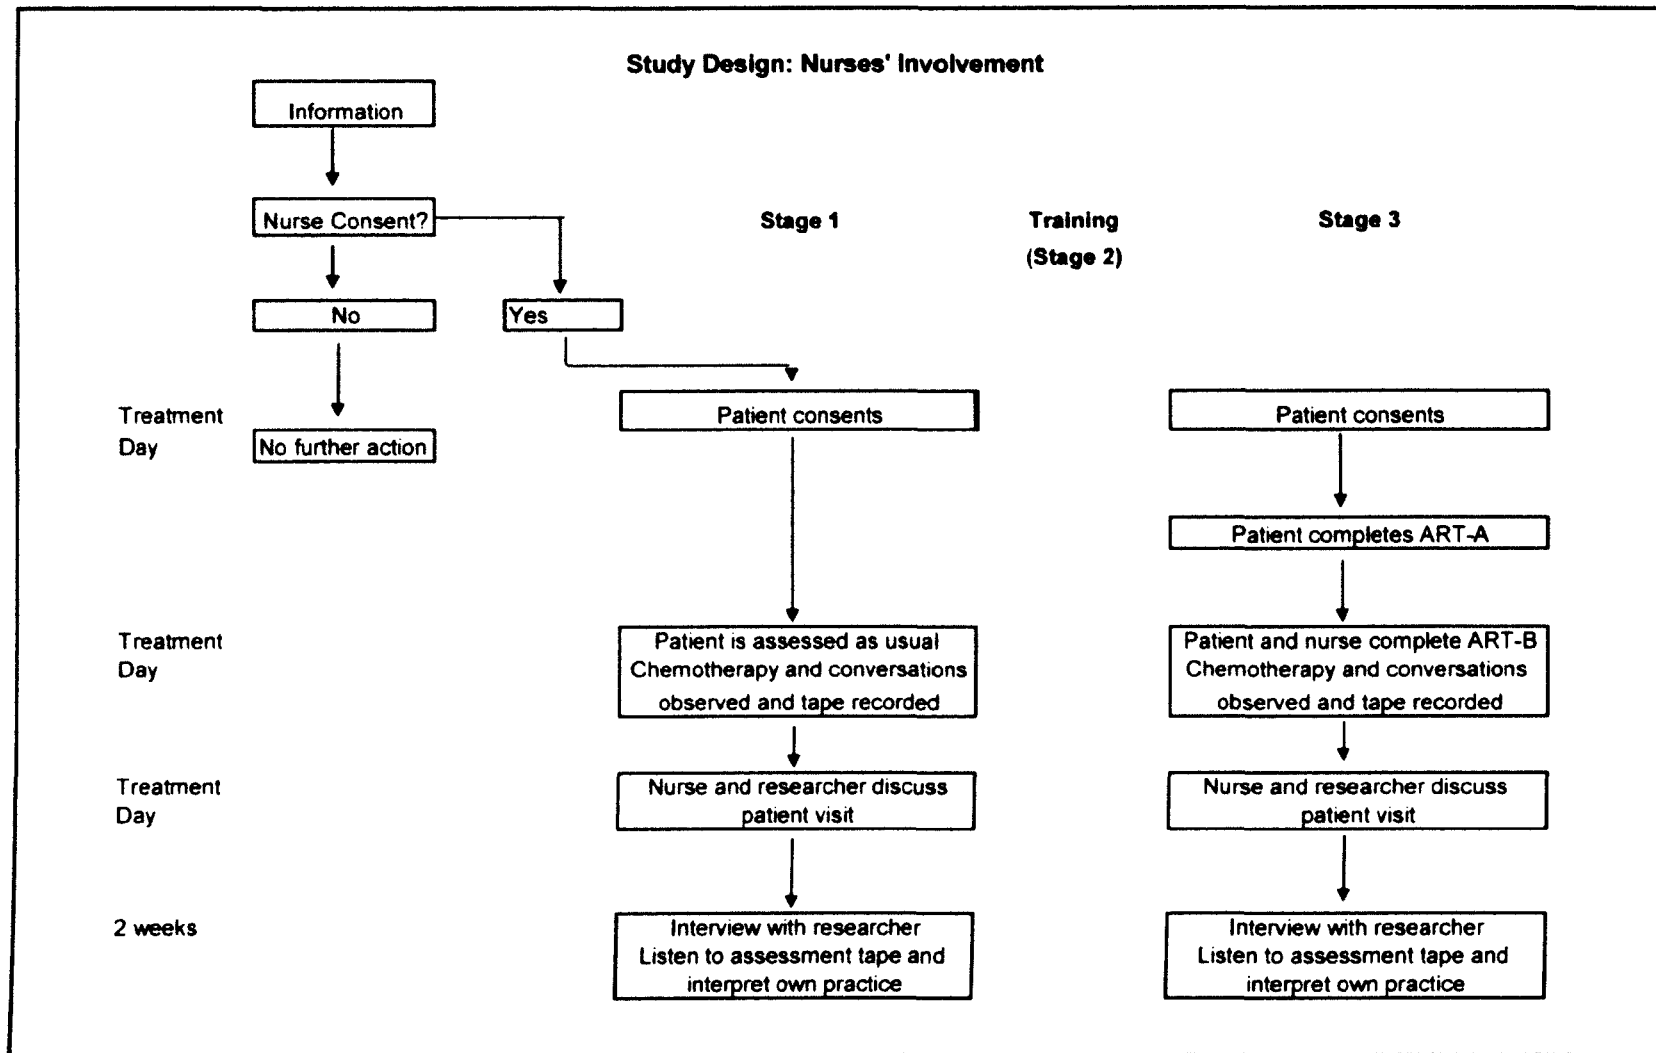 Study Design: Nurses' Involvement
Information
Nurse Consent?
Stage 1
Training
(Stage 2)
Stage 3
No
Yes
Treatment
Day
No further action
Patient consents
Patient consents
Patient completes ART-A
Treatment
Day
Patient is assessed as usual
Chemotherapy and conversations
observed and tape recorded
Patient and nurse complete ART-B
Chemotherapy and conversations
observed and tape recorded
Treatment
Day
Nurse and researcher discuss
patient visit
Nurse and researcher discuss
patient visit
2 weeks
Interview with researcher
Listen to assessment tape and
interpret own practice
Interview with researcher
Listen to assessment tape and
interpret own practice